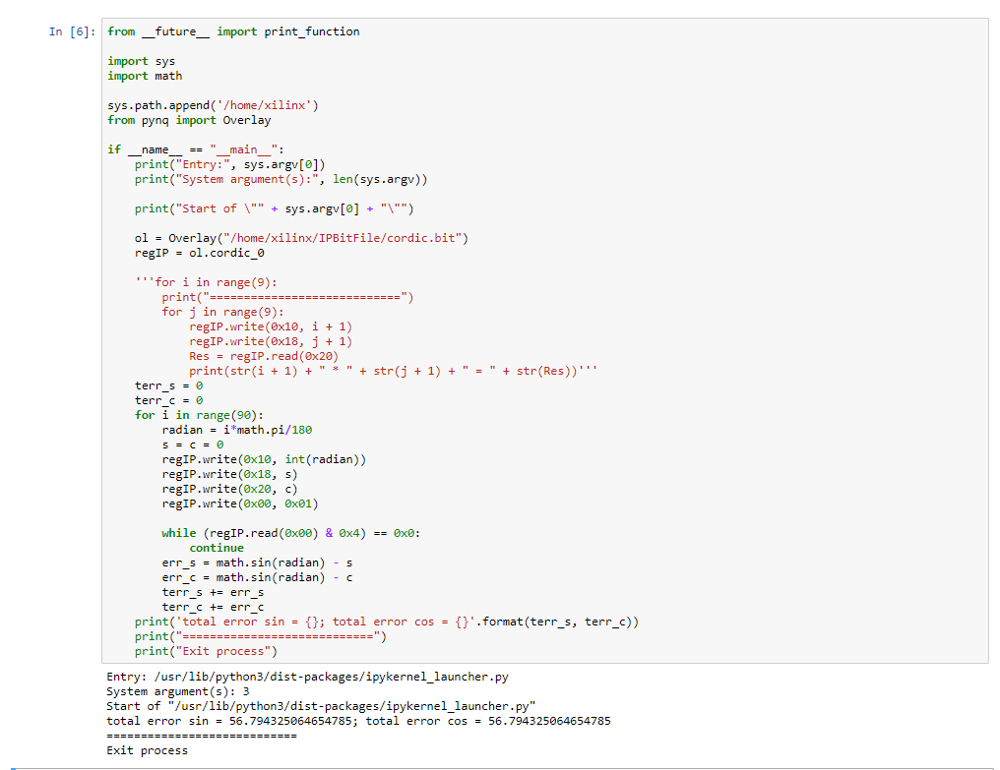 In [6]: from __future__ import print_function
import sys
import math
sys.path.append('/home/xilinx')
from pynq import Overlay
if __name__ == "__main__":
    print("Entry:", sys.argv[0])
    print("System argument(s):", len(sys.argv))
    print("Start of \"" + sys.argv[0] + "\"")
    ol = Overlay("/home/xilinx/IPBitFile/cordic.bit")
    regIP = ol.cordic_0
    '''for i in range(9):
        print("============================")
        for j in range(9):
            regIP.write(0x10, i + 1)
            regIP.write(0x18, j + 1)
            Res = regIP.read(0x20)
            print(str(i + 1) + " * " + str(j + 1) + " = " + str(Res))'''
    terr_s = 0
    terr_c = 0
    for i in range(90):
        radian = i*math.pi/180
        s = c = 0
        regIP.write(0x10, int(radian))
        regIP.write(0x18, s)
        regIP.write(0x20, c)
        regIP.write(0x00, 0x01)
        while (regIP.read(0x00) & 0x4) == 0x0:
            continue
        err_s = math.sin(radian) - s
        err_c = math.sin(radian) - c
        terr_s += err_s
        terr_c += err_c
    print('total error sin = {}; total error cos = {}'.format(terr_s, terr_c))
    print("============================")
    print("Exit process")
Entry: /usr/lib/python3/dist-packages/ipykernel_launcher.py
System argument(s): 3
Start of "/usr/lib/python3/dist-packages/ipykernel_launcher.py"
total error sin = 56.794325064654785; total error cos = 56.794325064654785
============================
Exit process